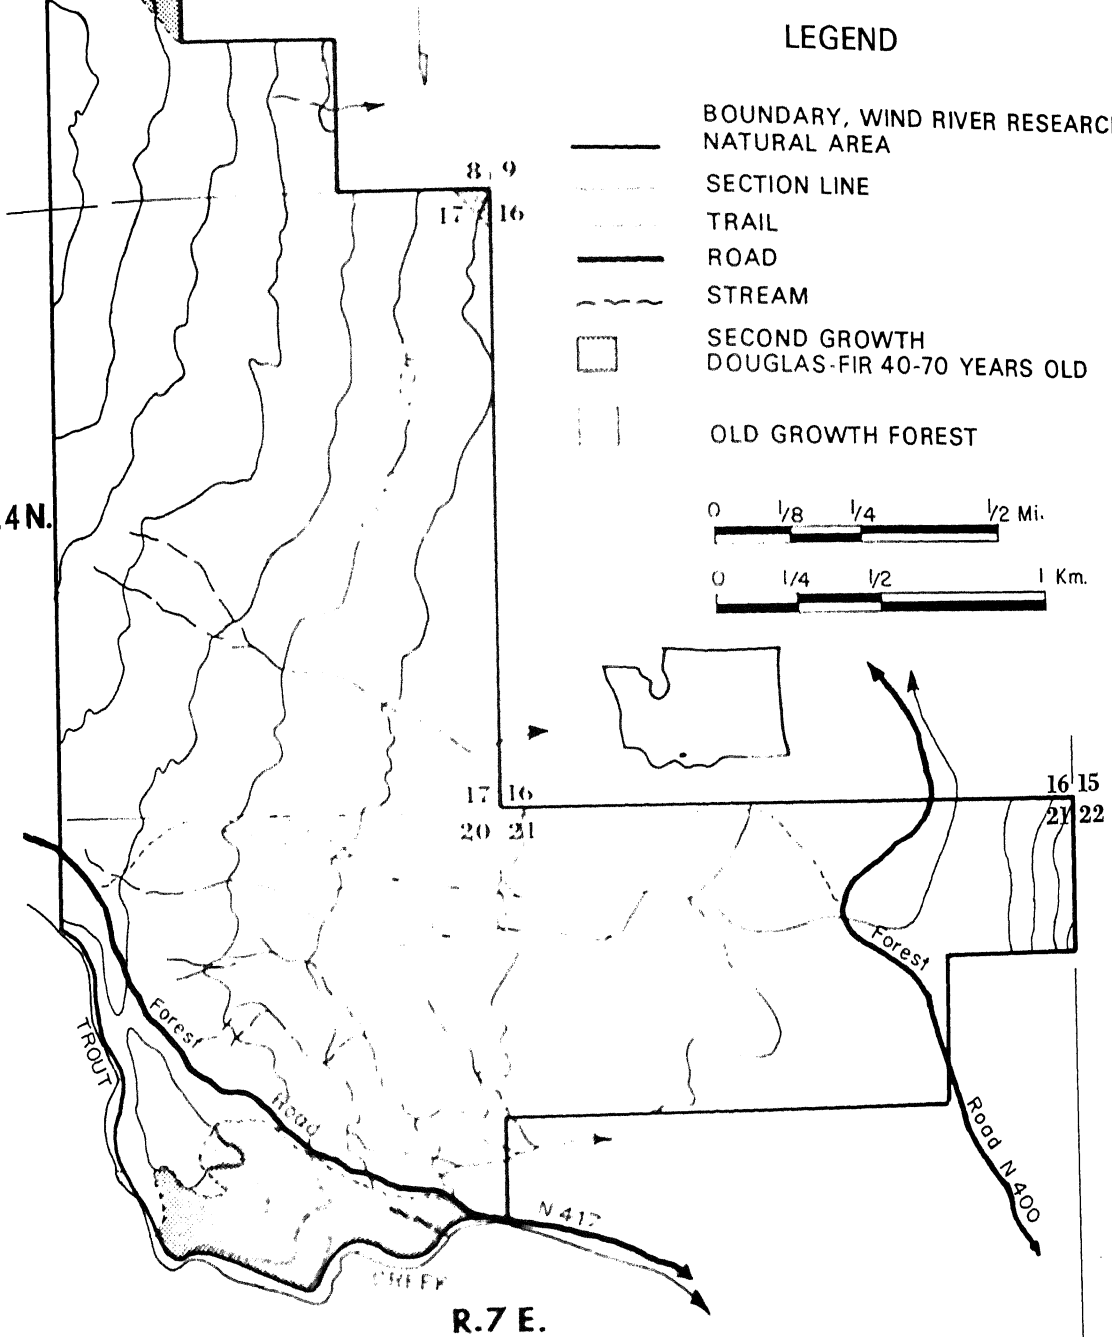 LEGEND
BOUNDARY, WIND RIVER RESEARC
NATURAL AREA
SECTION LINE
TRAIL
ROAD
STREAM
SECOND GROWTH
DOUGLAS-FIR 40-70 YEARS OLD
OLD GROWTH FOREST
0 1/8 1/4 1/2 Mi.
0 1/4 1/2 1 Km.
8 9
17 16
4 N.
17 16
20 21
16 15
21 22
Forest
Road N 400
TROUT
Forest
Road
N 417
CREEK
R.7 E.